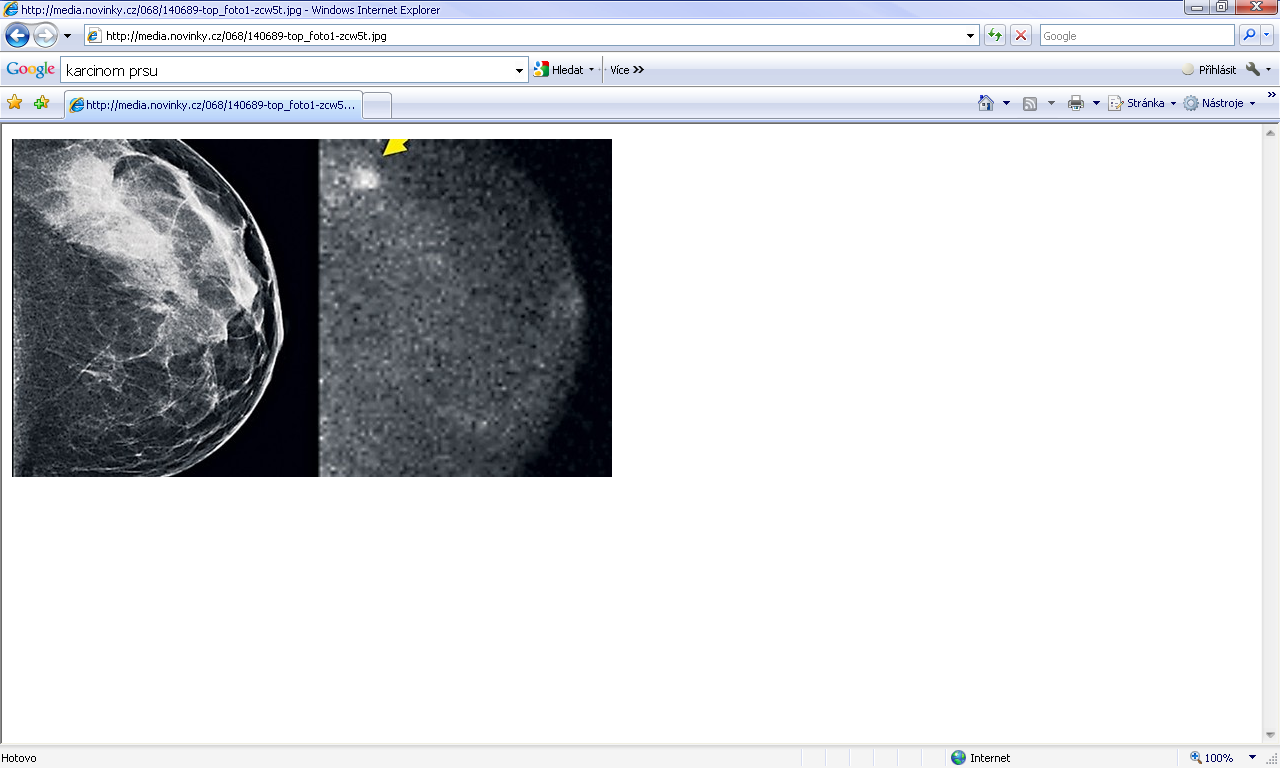 http://media.novinky.cz/068/140689-top_foto1-zcw5t.jpg - Windows Internet Explorer
http://media.novinky.cz/068/140689-top_foto1-zcw5t.jpg
Google
Google
karcinom prsu
Hledat
Více
Přihlásit
http://media.novinky.cz/068/140689-top_foto1-zcw5...
Stránka
Nástroje
Hotovo
Internet
100%